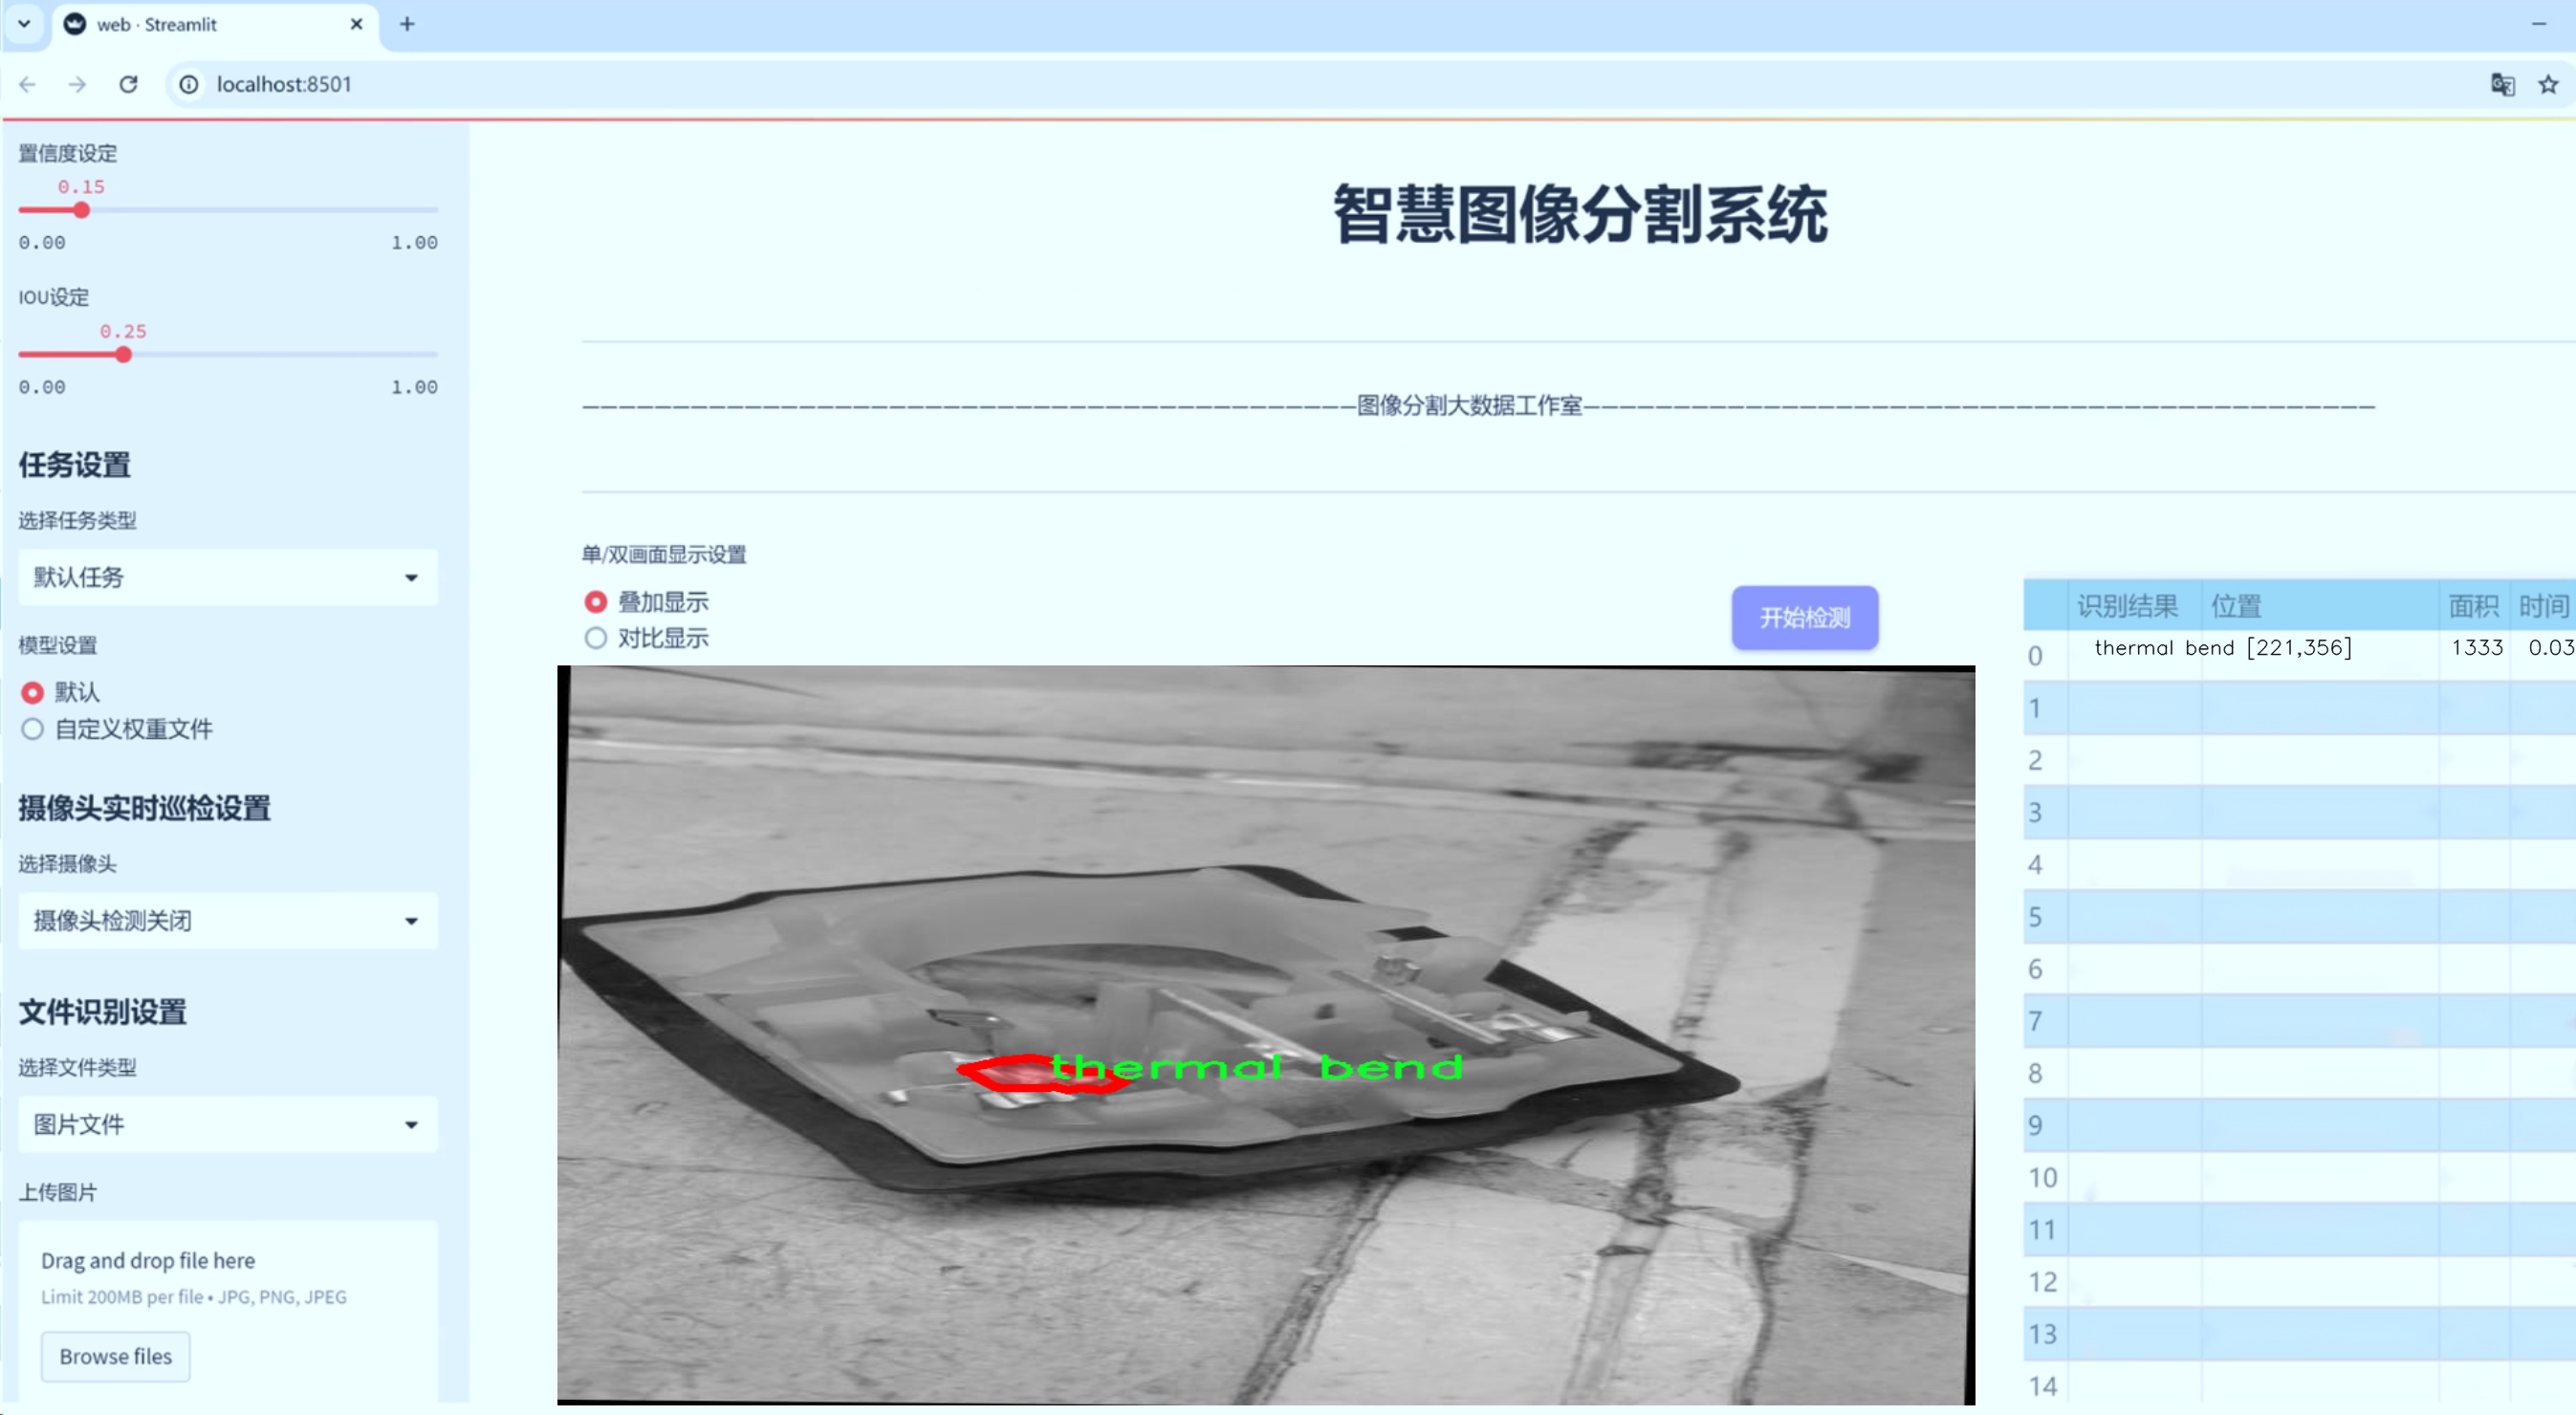 web · Streamlit
localhost:8501
置信度设定
0.15
0.00 1.00
IOU设定
0.25
0.00 1.00
任务设置
选择任务类型
默认任务
模型设置
默认
自定义权重文件
摄像头实时巡检设置
选择摄像头
摄像头检测关闭
文件识别设置
选择文件类型
图片文件
上传图片
Drag and drop file here
Limit 200MB per file • JPG, PNG, JPEG
Browse files
智慧图像分割系统
———————————————————————————————————————————图像分割大数据工作室————————————————————————————————————————————
单/双画面显示设置
叠加显示
对比显示
开始检测
thermal bend
识别结果 位置 面积 时间
0 thermal bend [221,356] 1333 0.03
1
2
3
4
5
6
7
8
9
10
11
12
13
14